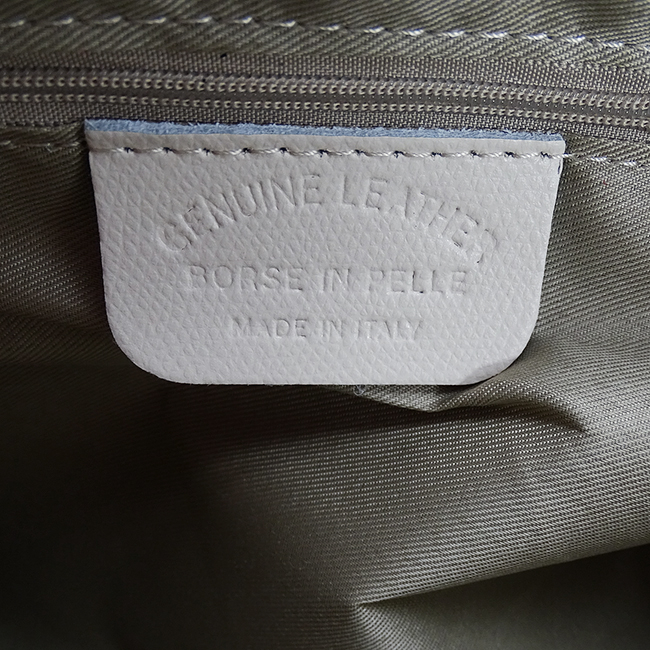 GENUINE LEATHER
BORSE IN PELLE
MADE IN ITALY